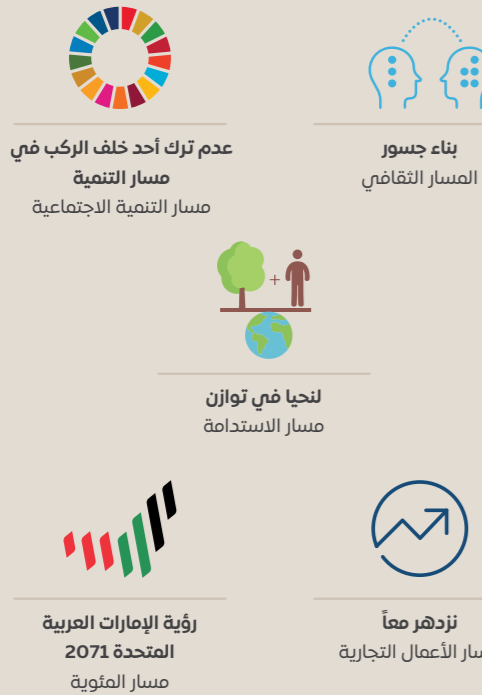 بناء جسور
المسار الثقافي
عدم ترك أحد خلف الركب في
مسار التنمية
مسار التنمية الاجتماعية
لنحيا في توازن
مسار الاستدامة
نزدهر معاً
سار الأعمال التجارية
رؤية الإمارات العربية
المتحدة 2071
مسار المئوية